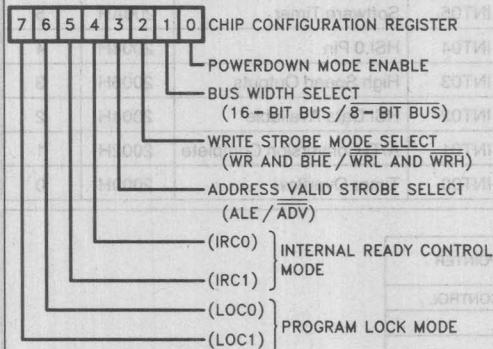 7 6 5 4 3 2 1 0 CHIP CONFIGURATION REGISTER
POWERDOWN MODE ENABLE
BUS WIDTH SELECT
(16-BIT BUS / 8-BIT BUS)
WRITE STROBE MODE SELECT
(WR AND BHE / WRL AND WRH)
ADDRESS VALID STROBE SELECT
(ALE / ADV)
(IRC0)
INTERNAL READY CONTROL
MODE
(IRC1)
(LOC0)
PROGRAM LOCK MODE
(LOC1)